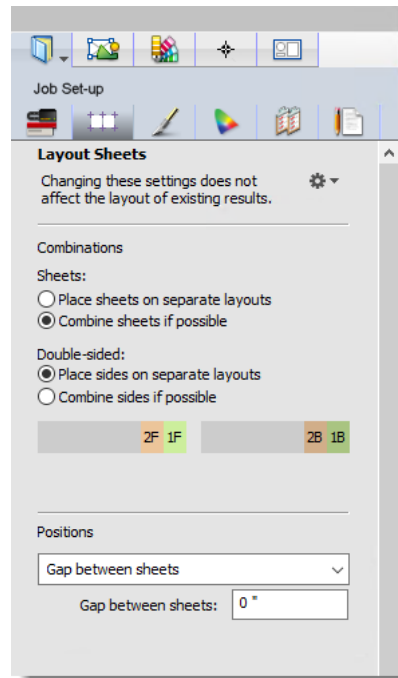 Job Set-up
Layout Sheets
Changing these settings does not
affect the layout of existing results.
Combinations
Sheets:
Place sheets on separate layouts
Combine sheets if possible
Double-sided:
Place sides on separate layouts
Combine sides if possible
2F 1F 2B 1B
Positions
Gap between sheets
Gap between sheets: 0 "